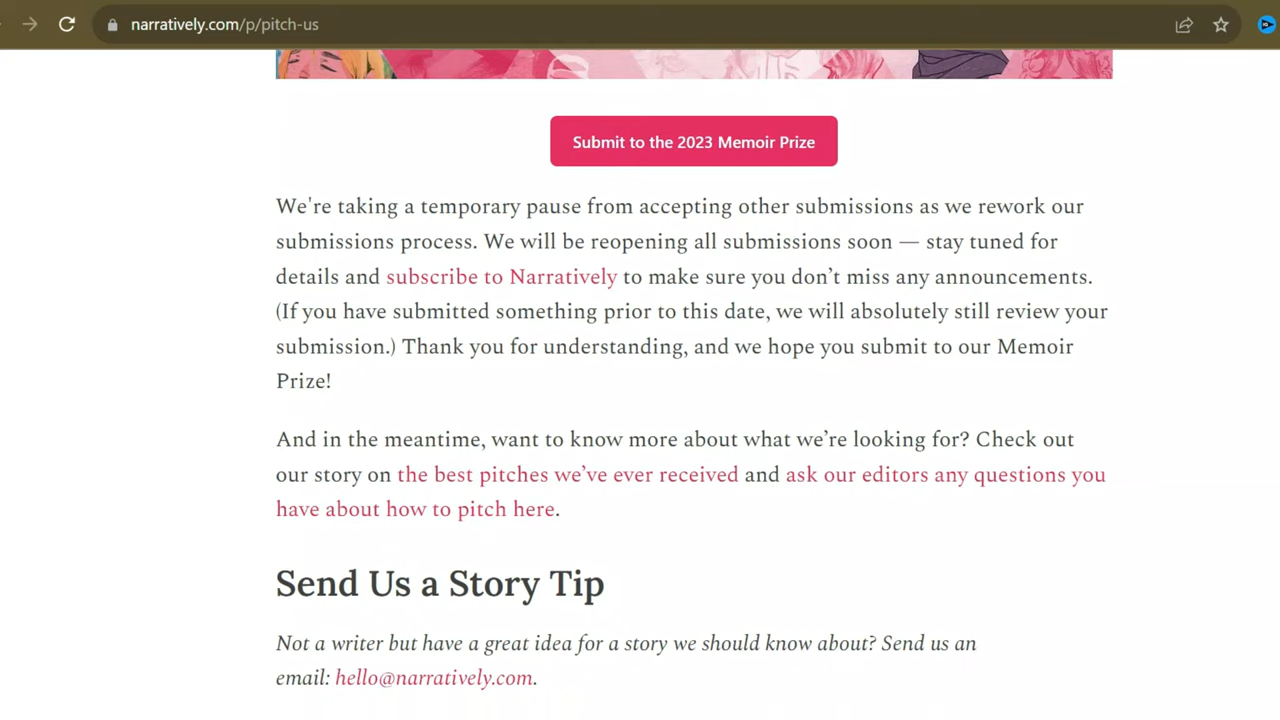 narratively.com/p/pitch-us
Submit to the 2023 Memoir Prize
We're taking a temporary pause from accepting other submissions as we rework our
submissions process. We will be reopening all submissions soon — stay tuned for
details and subscribe to Narratively to make sure you don’t miss any announcements.
(If you have submitted something prior to this date, we will absolutely still review your
submission.) Thank you for understanding, and we hope you submit to our Memoir
Prize!
And in the meantime, want to know more about what we’re looking for? Check out
our story on the best pitches we’ve ever received and ask our editors any questions you
have about how to pitch here.
Send Us a Story Tip
Not a writer but have a great idea for a story we should know about? Send us an
email: hello@narratively.com.